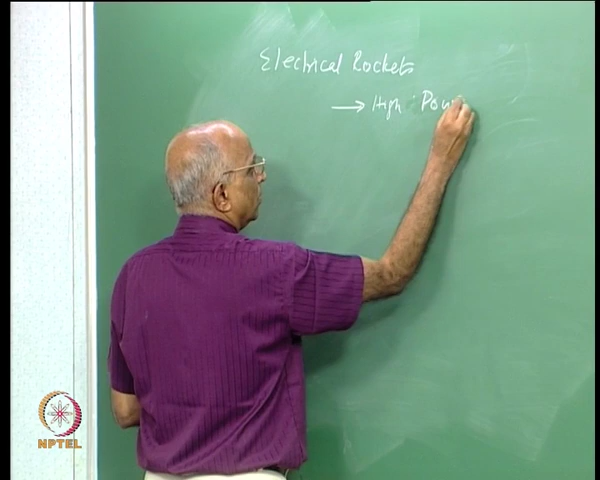 Electrical Rockets
→ High Pow
NPTEL